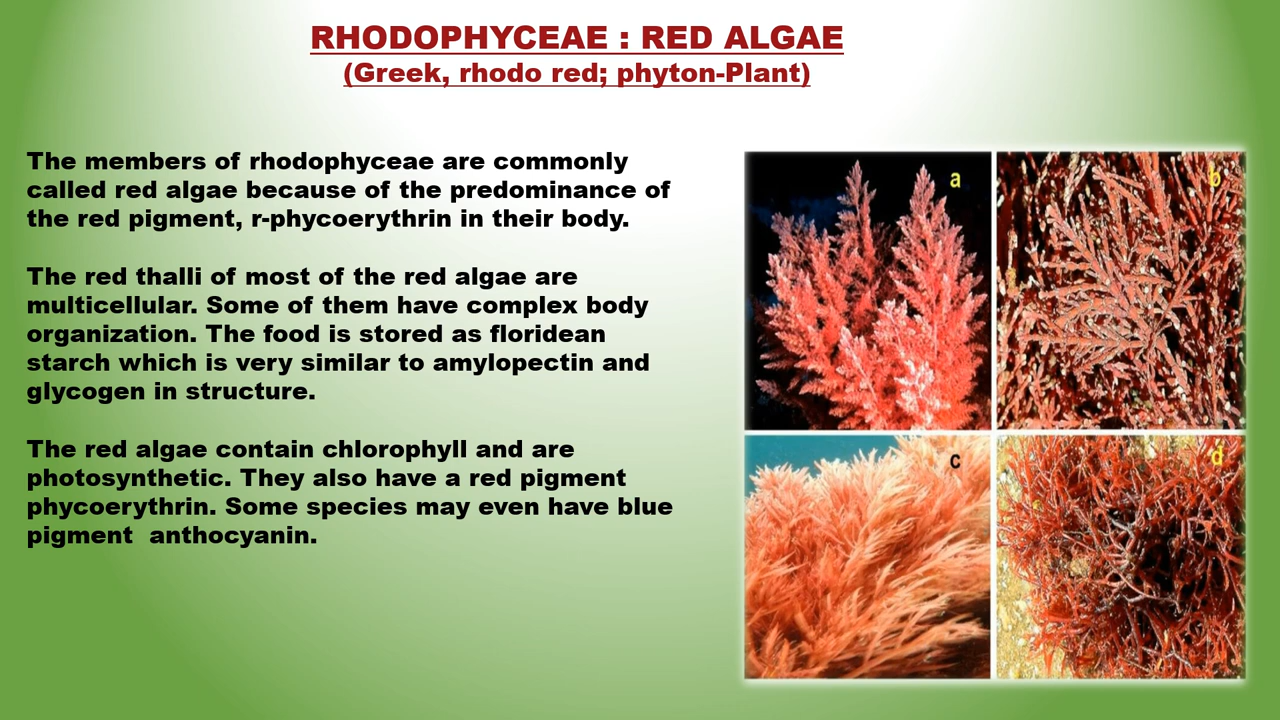 RHODOPHYCEAE : RED ALGAE
(Greek, rhodo red; phyton-Plant)
The members of rhodophyceae are commonly
called red algae because of the predominance of
the red pigment, r-phycoerythrin in their body.
The red thalli of most of the red algae are
multicellular. Some of them have complex body
organization. The food is stored as floridean
starch which is very similar to amylopectin and
glycogen in structure.
The red algae contain chlorophyll and are
photosynthetic. They also have a red pigment
phycoerythrin. Some species may even have blue
pigment  anthocyanin.
a
b
c
d